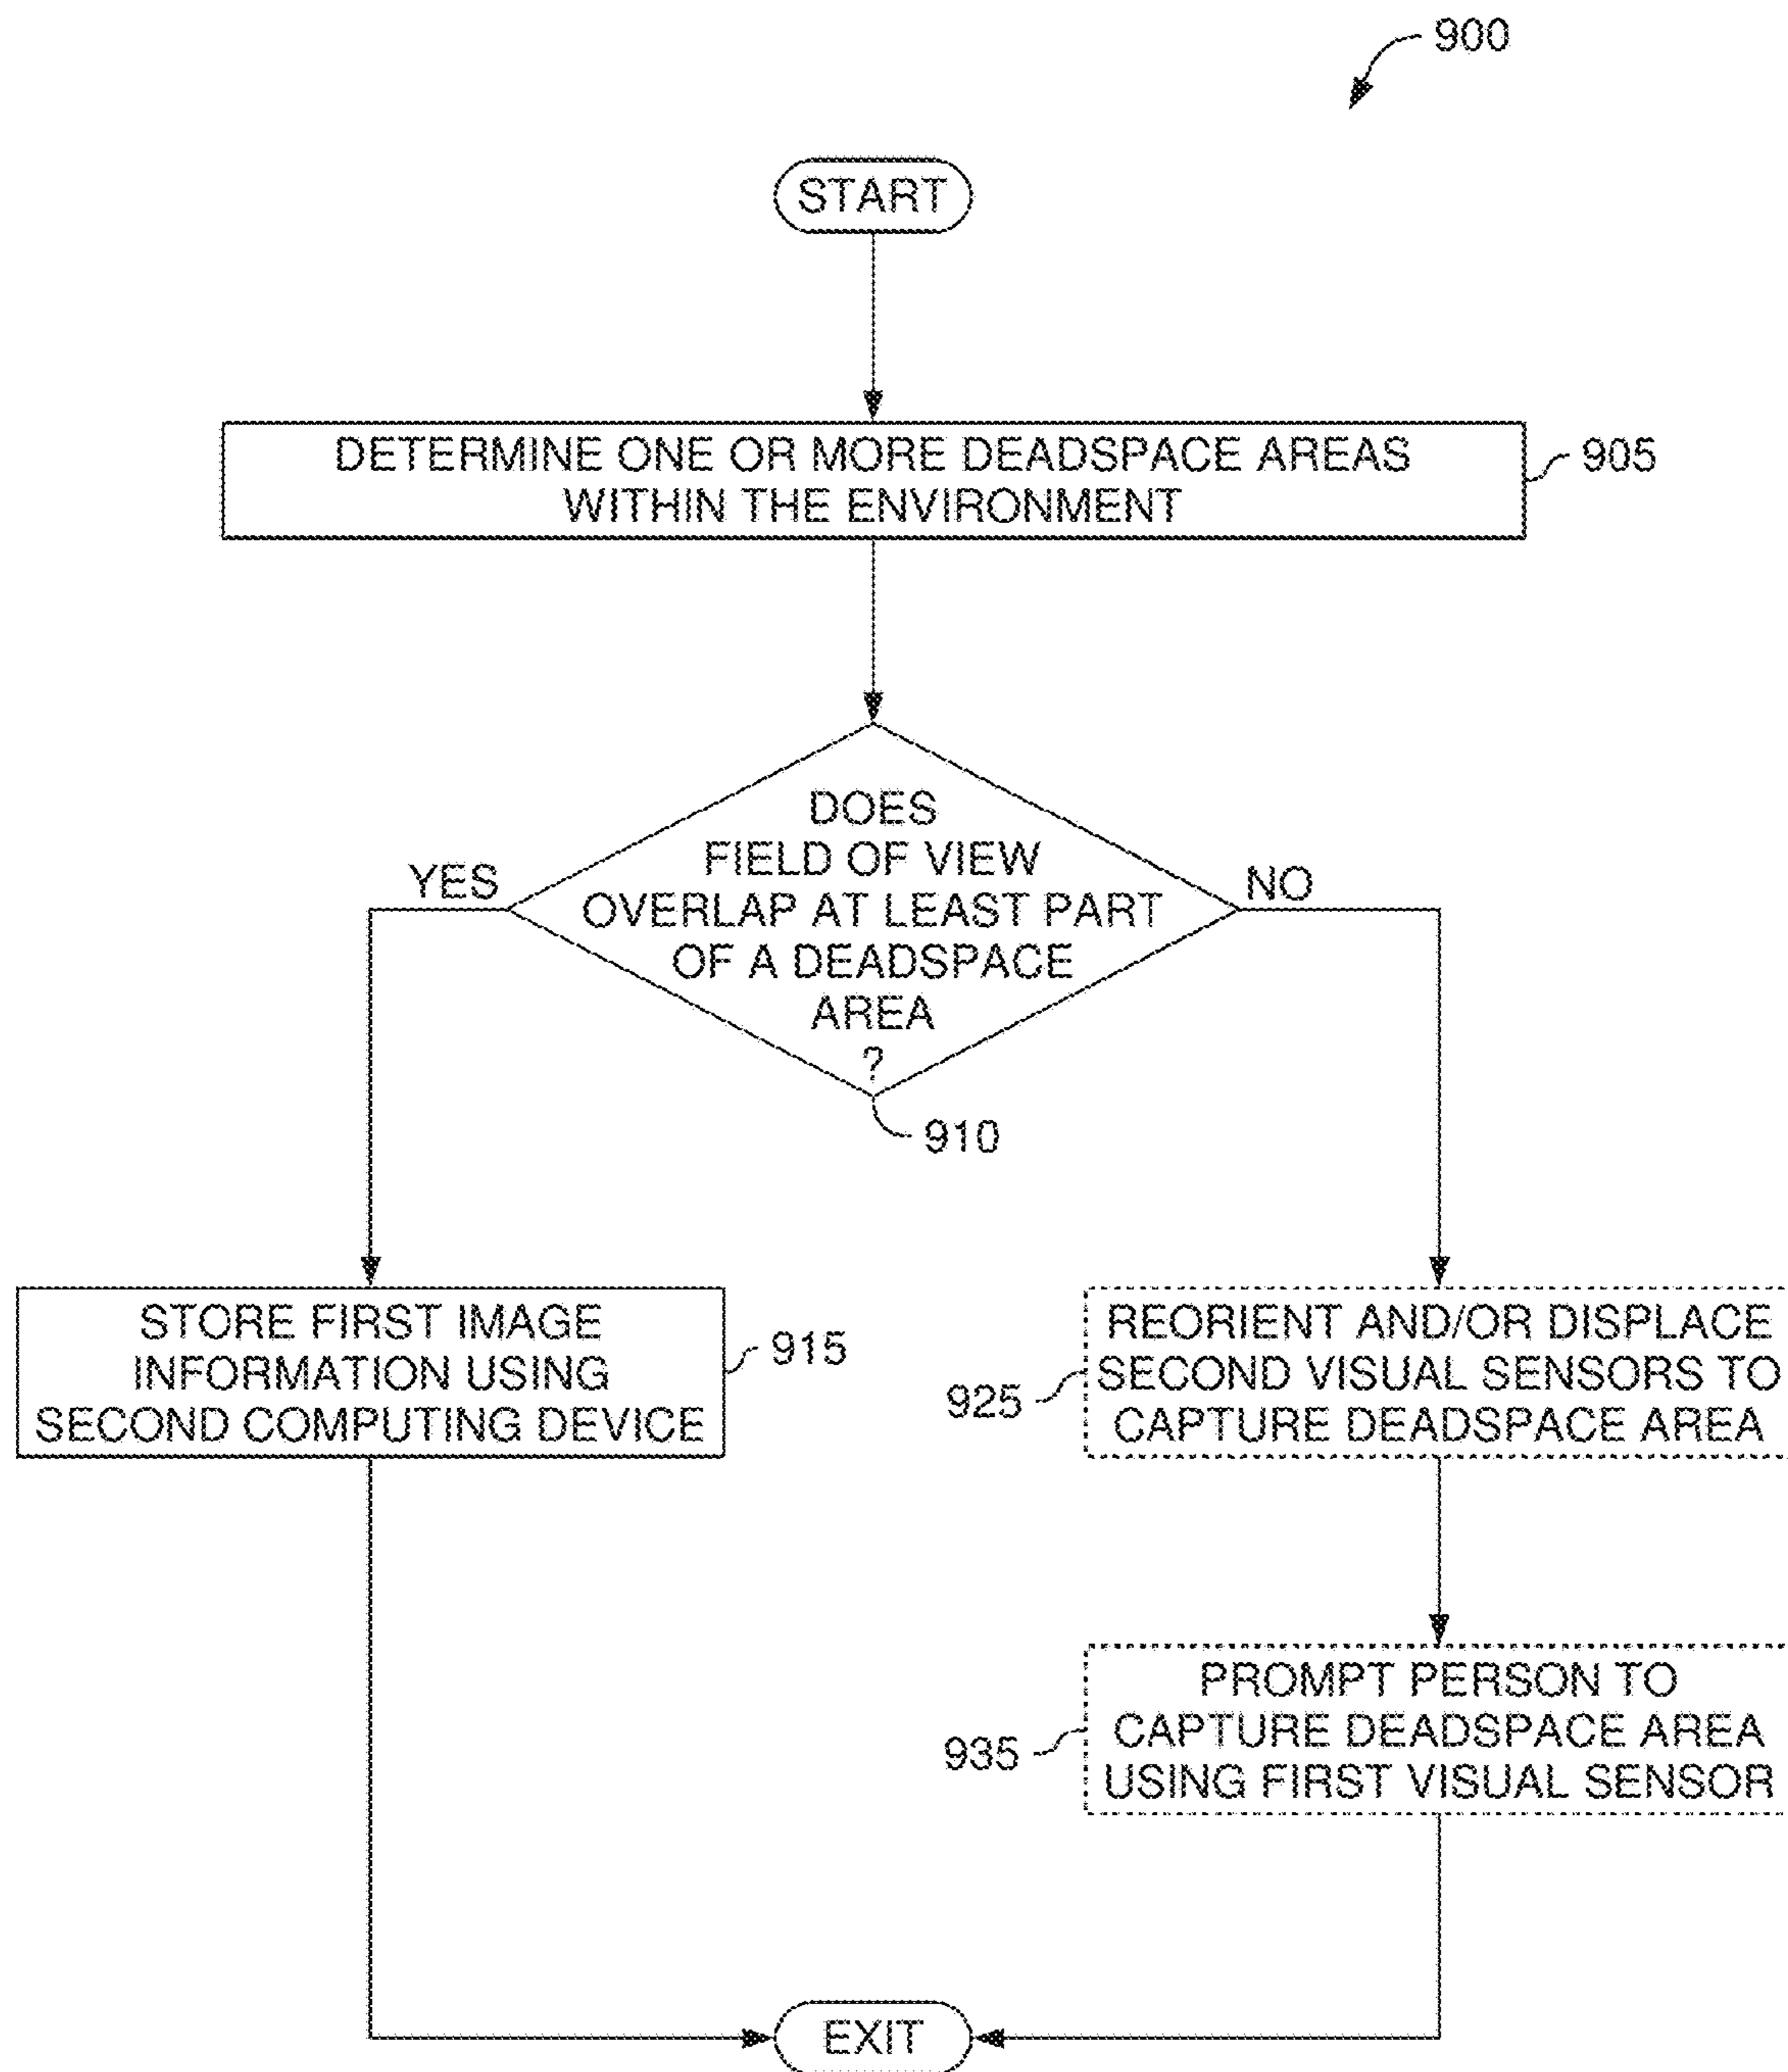 900
START
DETERMINE ONE OR MORE DEADSPACE AREAS
WITHIN THE ENVIRONMENT
905
DOES
FIELD OF VIEW
OVERLAP AT LEAST PART
OF A DEADSPACE
AREA
?
YES
NO
910
STORE FIRST IMAGE
INFORMATION USING
SECOND COMPUTING DEVICE
915
REORIENT AND/OR DISPLACE
SECOND VISUAL SENSORS TO
CAPTURE DEADSPACE AREA
925
PROMPT PERSON TO
CAPTURE DEADSPACE AREA
USING FIRST VISUAL SENSOR
935
EXIT